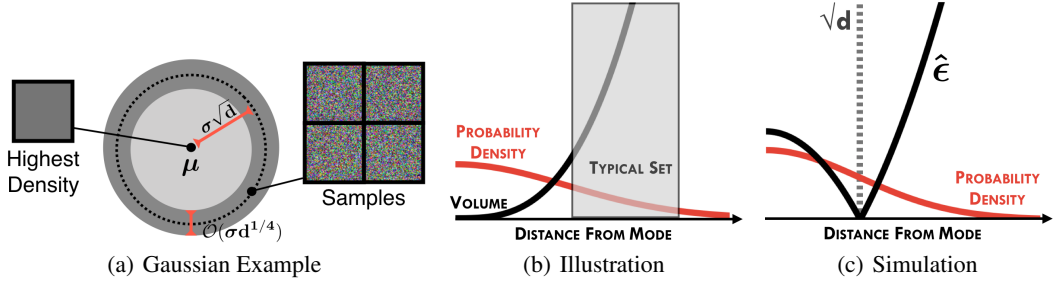 Highest
Density
μ
σ√d
O(σd^{1/4})
Samples
(a) Gaussian Example
PROBABILITY
DENSITY
VOLUME
TYPICAL SET
DISTANCE FROM MODE
(b) Illustration
√d
ϵ̂
PROBABILITY
DENSITY
DISTANCE FROM MODE
(c) Simulation